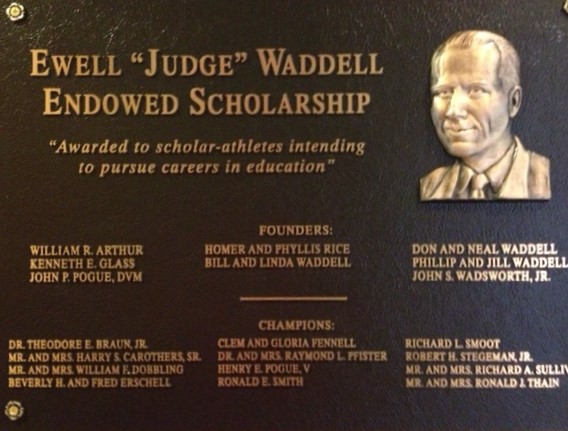 EWELL "JUDGE" WADDELL
ENDOWED SCHOLARSHIP
"Awarded to scholar-athletes intending
to pursue careers in education"
FOUNDERS:
WILLIAM R. ARTHUR
KENNETH E. GLASS
JOHN P. POGUE, DVM
HOMER AND PHYLLIS RICE
BILL AND LINDA WADDELL
DON AND NEAL WADDELL
PHILLIP AND JILL WADDELL
JOHN S. WADSWORTH, JR.
CHAMPIONS:
DR. THEODORE E. BRAUN, JR.
MR. AND MRS. HARRY S. CAROTHERS, SR.
MR. AND MRS. WILLIAM F. DOBBLING
BEVERLY H. AND FRED ERSCHELL
CLEM AND GLORIA FENNELL
DR. AND MRS. RAYMOND L. PFISTER
HENRY E. POGUE, V
RONALD E. SMITH
RICHARD L. SMOOT
ROBERT H. STEGEMAN, JR.
MR. AND MRS. RICHARD A.
MR. AND MRS. RONALD J. THAIN